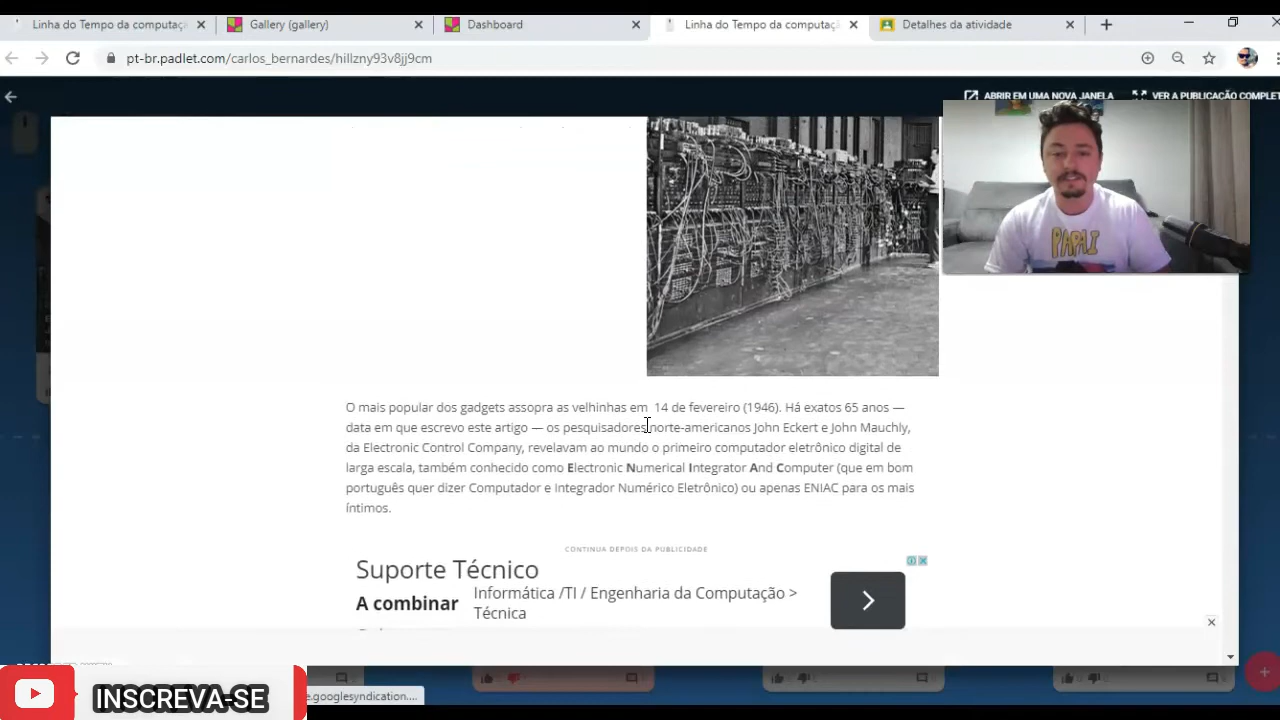 Linha do Tempo da computaçã
Gallery (gallery)
Dashboard
Linha do Tempo da computaçã
Detalhes da atividade
pt-br.padlet.com/carlos_bernardes/hillzny93v8jj9cm
ABRIR EM UMA NOVA JANELA
VER A PUBLICAÇÃO COMPLET
PAPAI
O mais popular dos gadgets assopra as velhinhas em 14 de fevereiro (1946). Há exatos 65 anos —
data em que escrevo este artigo — os pesquisadores norte-americanos John Eckert e John Mauchly,
da Electronic Control Company, revelavam ao mundo o primeiro computador eletrônico digital de
larga escala, também conhecido como Electronic Numerical Integrator And Computer (que em bom
português quer dizer Computador e Integrador Numérico Eletrônico) ou apenas ENIAC para os mais
íntimos.
CONTINUA DEPOIS DA PUBLICIDADE
Suporte Técnico
A combinar
Informática /TI / Engenharia da Computação >
Técnica
INSCREVA-SE
e.googlesyndication....